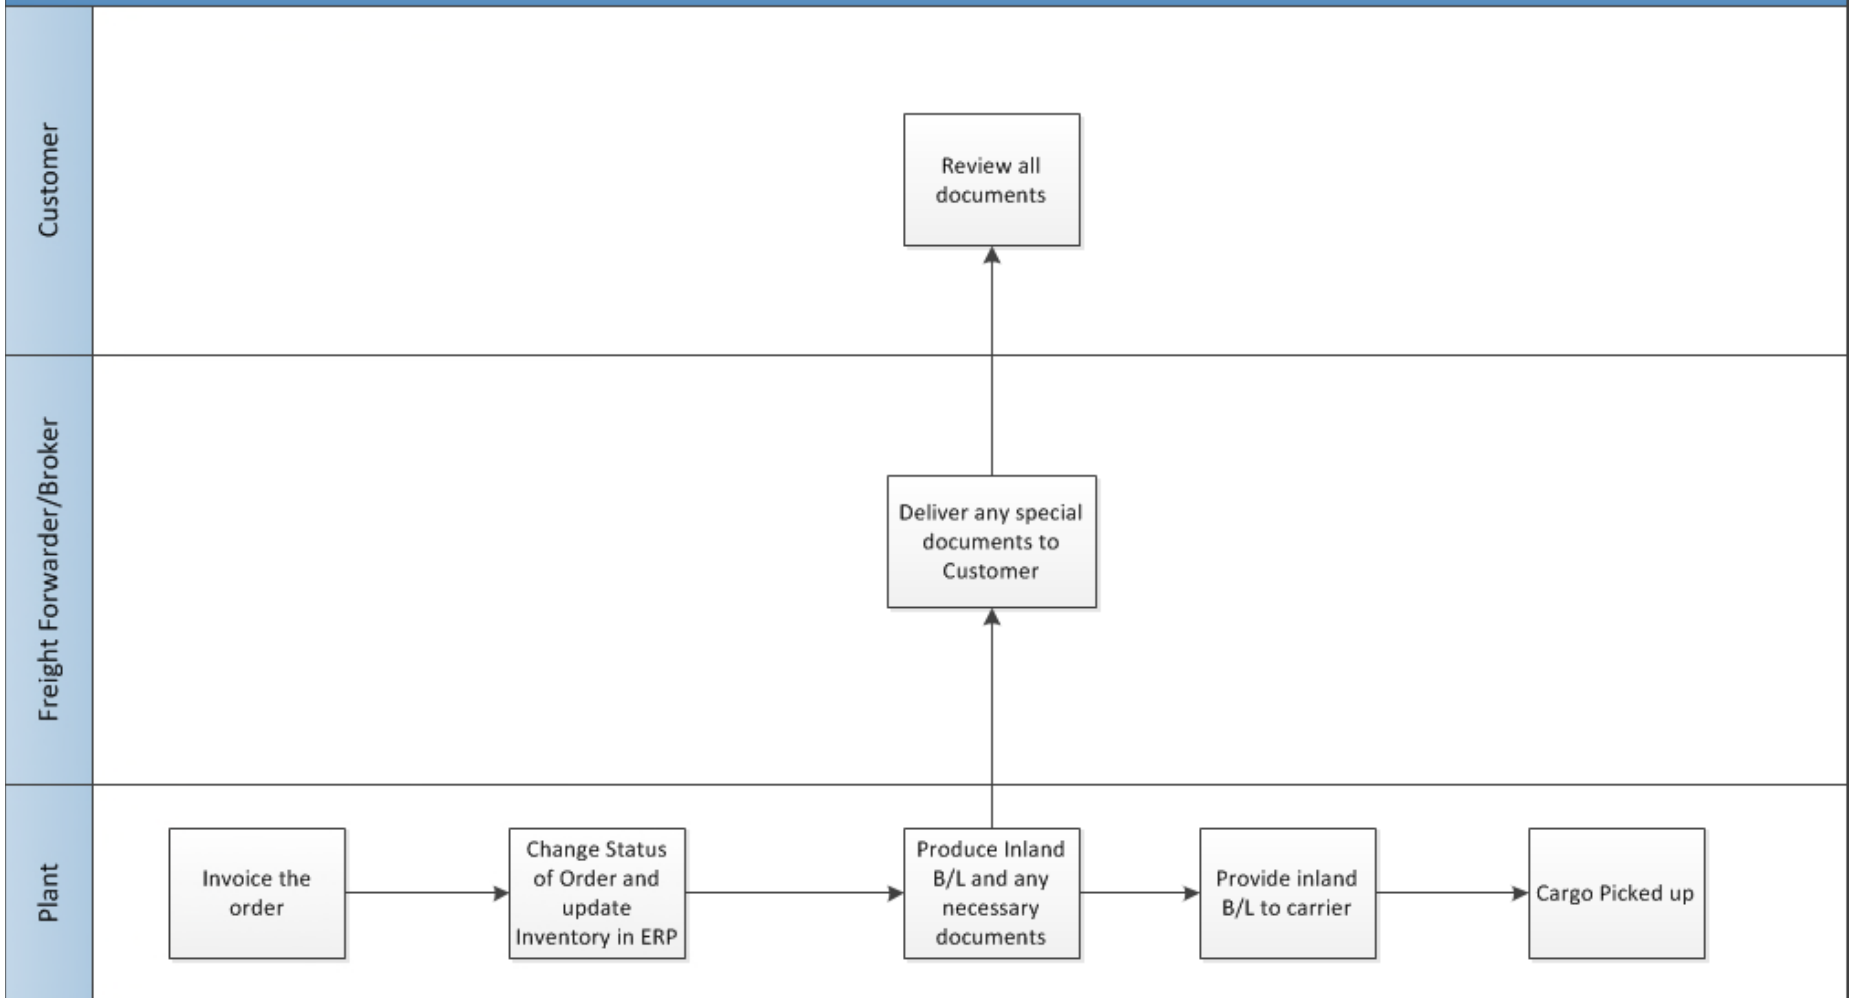 Customer
Review all
documents
Freight Forwarder/Broker
Deliver any special
documents to
Customer
Plant
Invoice the
order
Change Status
of Order and
update
Inventory in ERP
Produce Inland
B/L and any
necessary
documents
Provide inland
B/L to carrier
Cargo Picked up